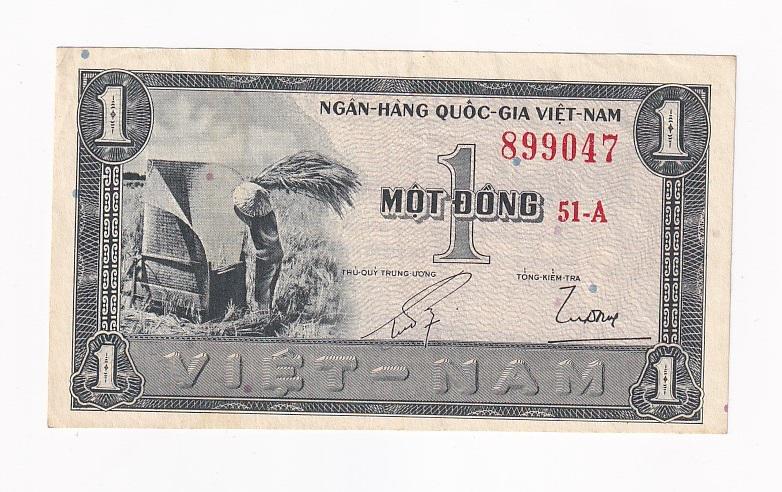 1
1
NGÂN-HÀNG QUỐC-GIA VIỆT-NAM
899047
1
MỘT ĐỒNG 51-A
THỦ-QUỸ TRUNG-ƯƠNG TỔNG-KIỂM-TRA
VIỆT-NAM
1
1